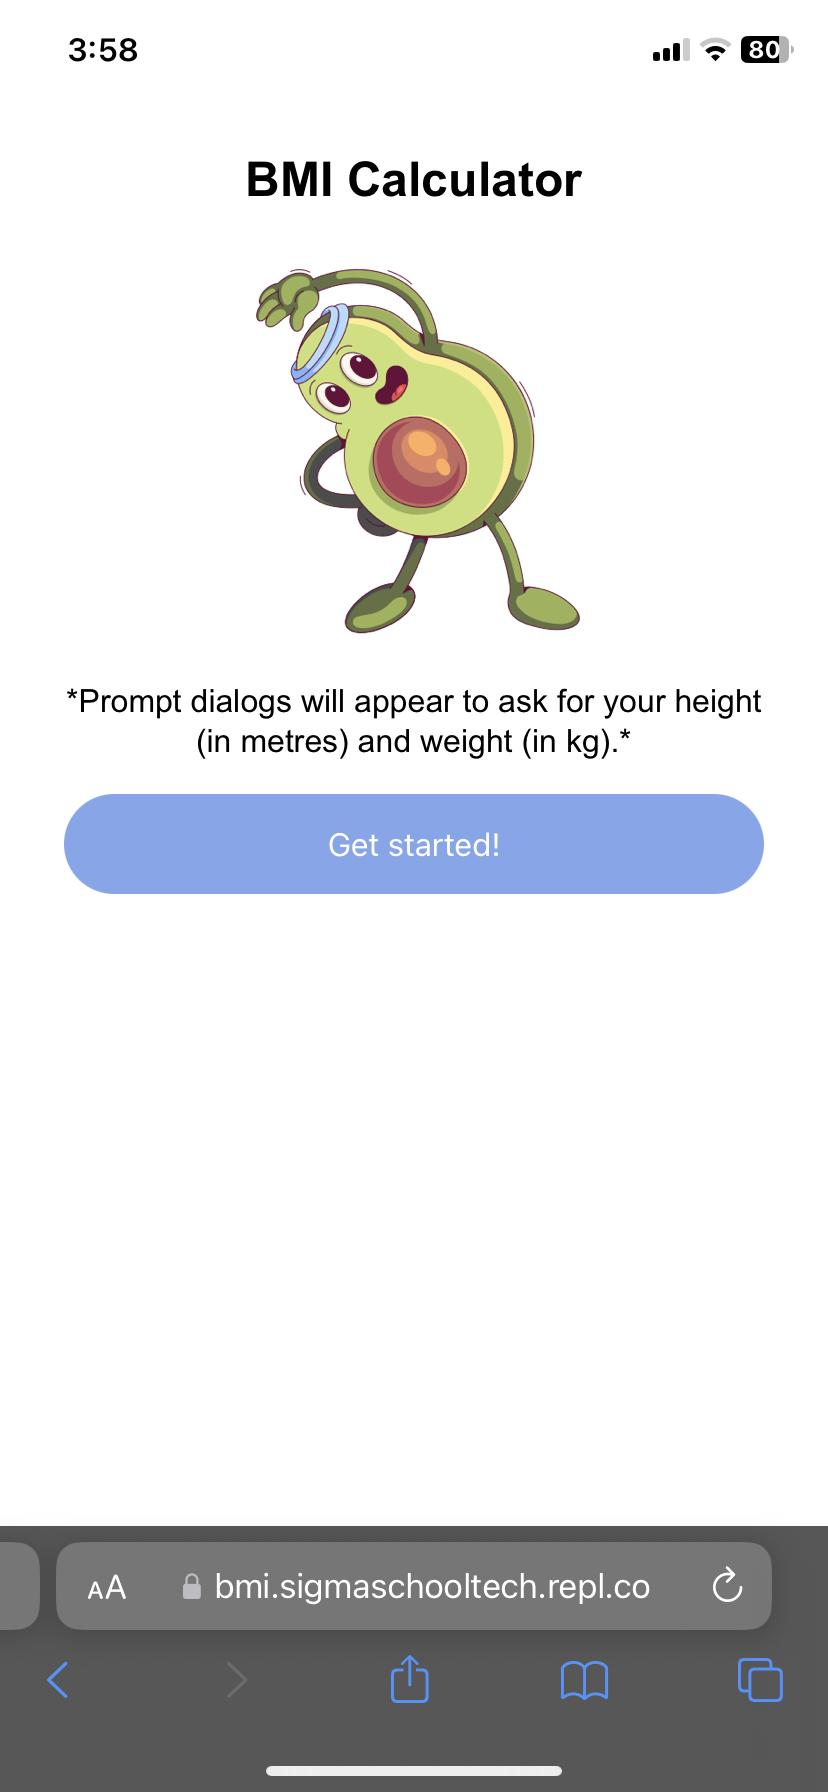 3:58
80
BMI Calculator
*Prompt dialogs will appear to ask for your height
(in metres) and weight (in kg).*
Get started!
AA
bmi.sigmaschooltech.repl.co